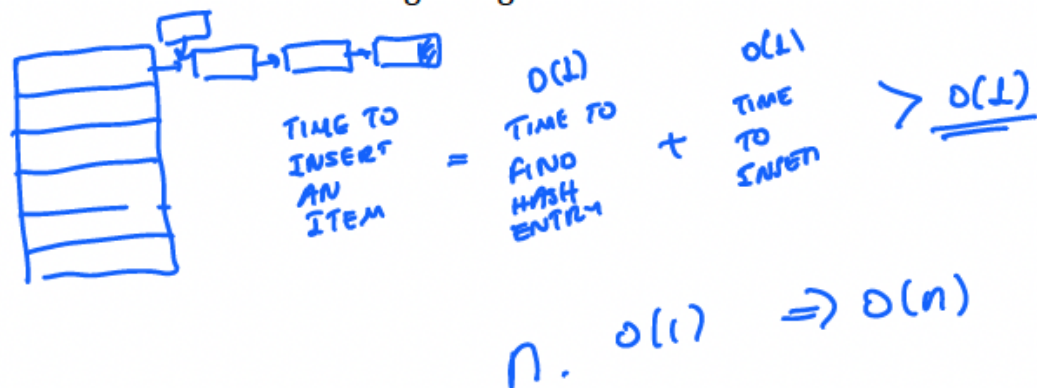 O(1) O(1)
TIME TO INSERT AN ITEM = TIME TO FIND HASH ENTRY + TIME TO INSERT > O(1)
n. O(1) => O(n)